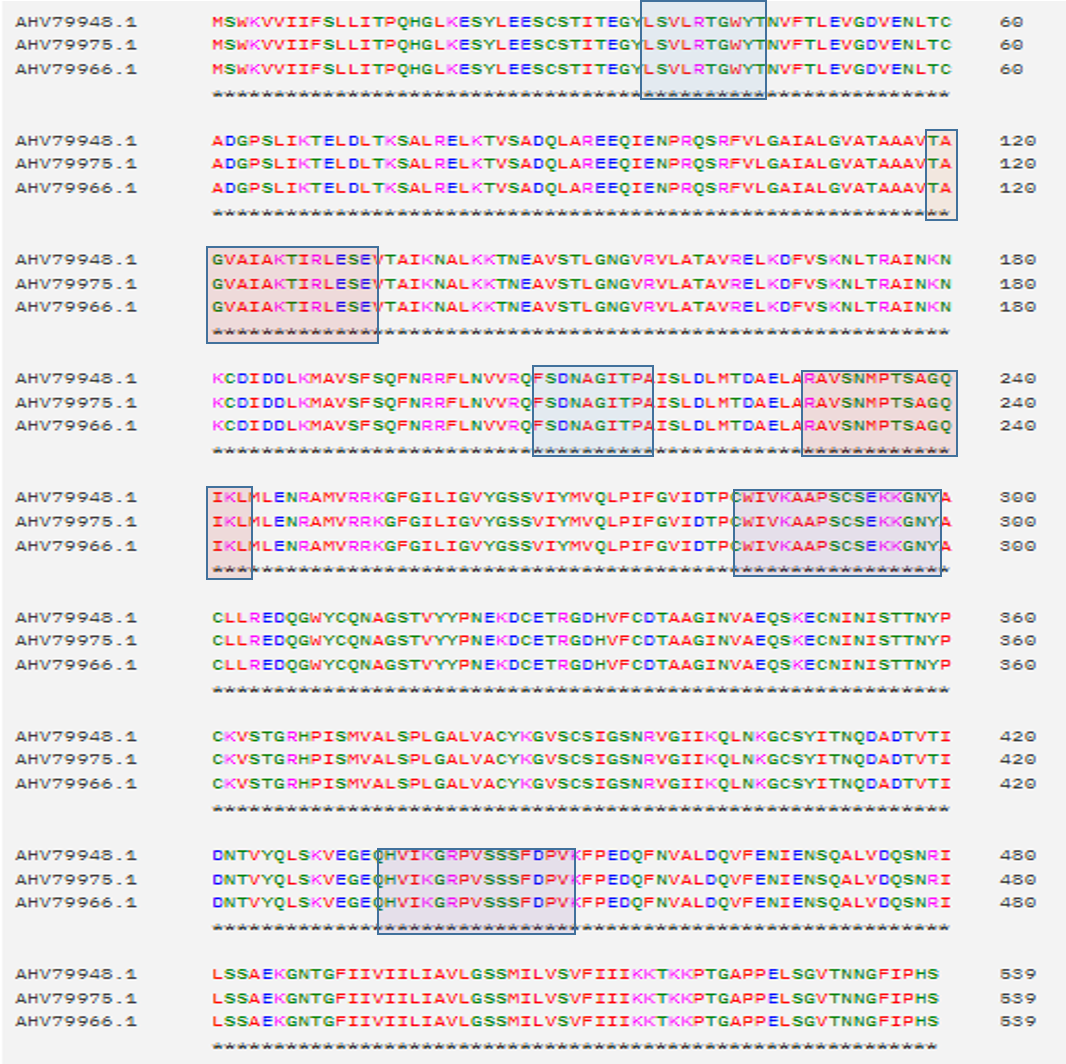 AHV79948.1 MSWKVVIIFSLLITPQHGLKESYLEESCSTITEGYLSVLRTGWYTNVFTLEVGDVENLTC 60
AHV79975.1 MSWKVVIIFSLLITPQHGLKESYLEESCSTITEGYLSVLRTGWYTNVFTLEVGDVENLTC 60
AHV79966.1 MSWKVVIIFSLLITPQHGLKESYLEESCSTITEGYLSVLRTGWYTNVFTLEVGDVENLTC 60
************************************************************
AHV79948.1 ADGPSLIKTELDLTKSALRELKTVSADQLAREEQIENPRQSRFVLGAIALGVATAAAVTA 120
AHV79975.1 ADGPSLIKTELDLTKSALRELKTVSADQLAREEQIENPRQSRFVLGAIALGVATAAAVTA 120
AHV79966.1 ADGPSLIKTELDLTKSALRELKTVSADQLAREEQIENPRQSRFVLGAIALGVATAAAVTA 120
************************************************************
AHV79948.1 GVAIAKTIRLESEVTAIKNALKKTNEAVSTLGNGVRVLATAVRELKDFVSKNLTRAINKN 180
AHV79975.1 GVAIAKTIRLESEVTAIKNALKKTNEAVSTLGNGVRVLATAVRELKDFVSKNLTRAINKN 180
AHV79966.1 GVAIAKTIRLESEVTAIKNALKKTNEAVSTLGNGVRVLATAVRELKDFVSKNLTRAINKN 180
************************************************************
AHV79948.1 KCDIDDLKMAVSFSQFNRRFLNVVRQFSDNAGITPAISLDLMTDAELARAVSNMPTSAGQ 240
AHV79975.1 KCDIDDLKMAVSFSQFNRRFLNVVRQFSDNAGITPAISLDLMTDAELARAVSNMPTSAGQ 240
AHV79966.1 KCDIDDLKMAVSFSQFNRRFLNVVRQFSDNAGITPAISLDLMTDAELARAVSNMPTSAGQ 240
************************************************************
AHV79948.1 IKLMLENRAMVRRKGFGILIGVYGSSVIYMVQLPIFGVIDTPCWIVKAAPSCSEKKGNYA 300
AHV79975.1 IKLMLENRAMVRRKGFGILIGVYGSSVIYMVQLPIFGVIDTPCWIVKAAPSCSEKKGNYA 300
AHV79966.1 IKLMLENRAMVRRKGFGILIGVYGSSVIYMVQLPIFGVIDTPCWIVKAAPSCSEKKGNYA 300
************************************************************
AHV79948.1 CLLREDQGWYCQNAGSTVYYPNEKDCETRGDHVFCDTAAGINVAEQSKECNINISTTNYP 360
AHV79975.1 CLLREDQGWYCQNAGSTVYYPNEKDCETRGDHVFCDTAAGINVAEQSKECNINISTTNYP 360
AHV79966.1 CLLREDQGWYCQNAGSTVYYPNEKDCETRGDHVFCDTAAGINVAEQSKECNINISTTNYP 360
************************************************************
AHV79948.1 CKVSTGRHPISMVALSPLGALVACYKGVSCSIGSNRVGIIKQLNKGCSYITNQDADTVTI 420
AHV79975.1 CKVSTGRHPISMVALSPLGALVACYKGVSCSIGSNRVGIIKQLNKGCSYITNQDADTVTI 420
AHV79966.1 CKVSTGRHPISMVALSPLGALVACYKGVSCSIGSNRVGIIKQLNKGCSYITNQDADTVTI 420
************************************************************
AHV79948.1 DNTVYQLSKVEGEQHVIKGRPVSSSFDPVKFPEDQFNVALDQVFENIENSQALVDQSNRI 480
AHV79975.1 DNTVYQLSKVEGEQHVIKGRPVSSSFDPVKFPEDQFNVALDQVFENIENSQALVDQSNRI 480
AHV79966.1 DNTVYQLSKVEGEQHVIKGRPVSSSFDPVKFPEDQFNVALDQVFENIENSQALVDQSNRI 480
************************************************************
AHV79948.1 LSSAEKGNTGFIIVIILIAVLGSSMILVSVFIIIKKTKKPTGAPPELSGVTNNGFIPHS 539
AHV79975.1 LSSAEKGNTGFIIVIILIAVLGSSMILVSVFIIIKKTKKPTGAPPELSGVTNNGFIPHS 539
AHV79966.1 LSSAEKGNTGFIIVIILIAVLGSSMILVSVFIIIKKTKKPTGAPPELSGVTNNGFIPHS 539
***********************************************************